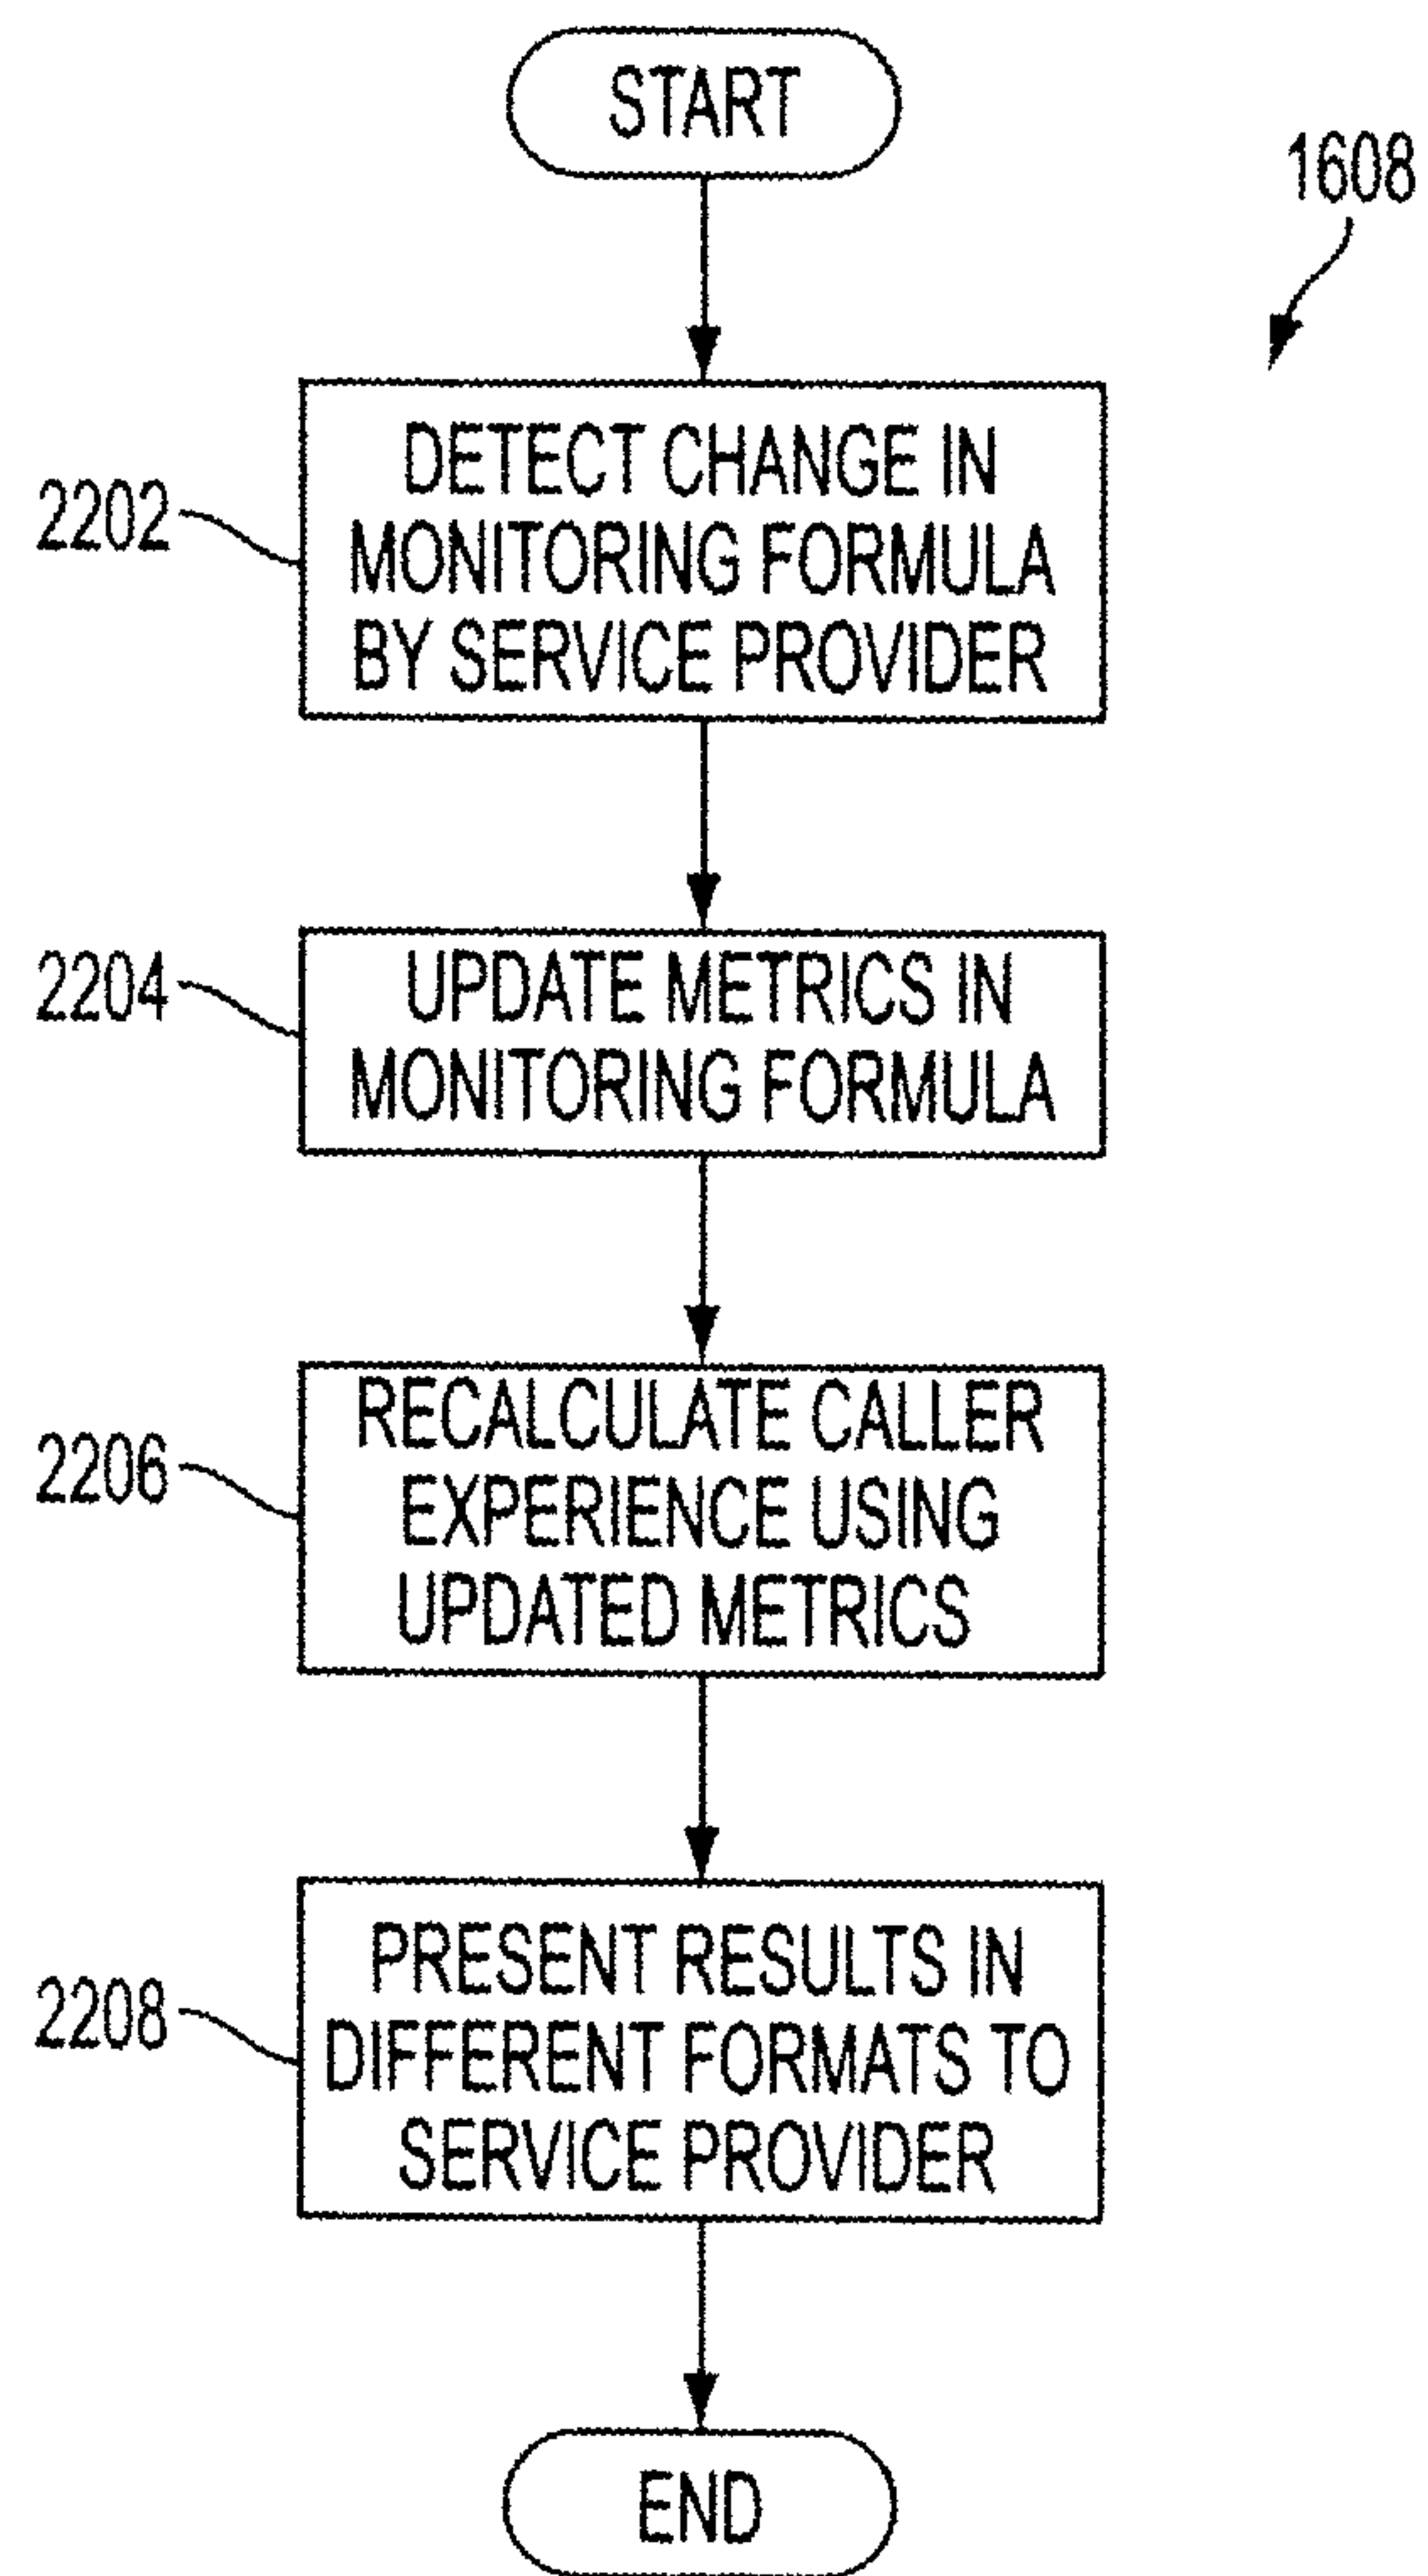 START
1608
2202
DETECT CHANGE IN
MONITORING FORMULA
BY SERVICE PROVIDER
2204
UPDATE METRICS IN
MONITORING FORMULA
2206
RECALCULATE CALLER
EXPERIENCE USING
UPDATED METRICS
2208
PRESENT RESULTS IN
DIFFERENT FORMATS TO
SERVICE PROVIDER
END